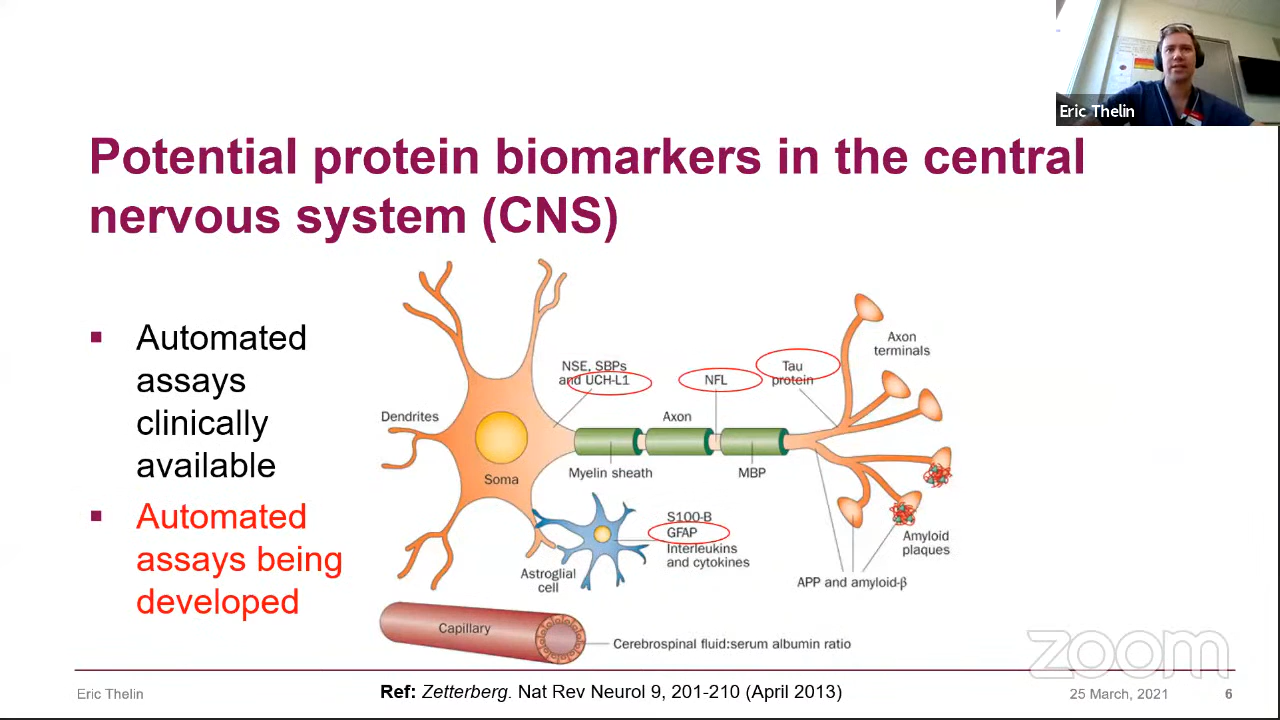 Eric Thelin
Potential protein biomarkers in the central
nervous system (CNS)
▪ Automated
assays
clinically
available
▪ Automated
assays being
developed
NSE, SBPs
and UCH-L1
NFL
Tau
protein
Axon
terminals
Dendrites
Axon
Soma
Myelin sheath
MBP
S100-B
GFAP
Interleukins
and cytokines
Astroglial
cell
Amyloid
plaques
APP and amyloid-β
Capillary
Cerebrospinal fluid:serum albumin ratio
zoom
Eric Thelin
Ref: Zetterberg. Nat Rev Neurol 9, 201-210 (April 2013)
25 March, 2021
6